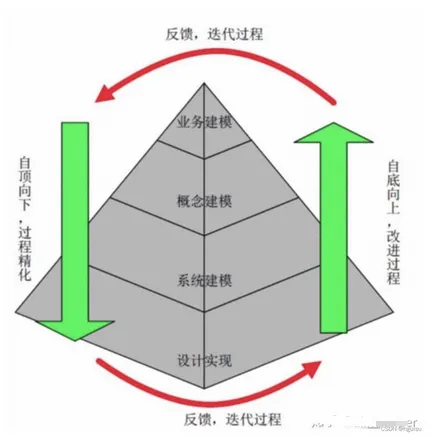 反馈，迭代过程
业务建模
概念建模
系统建模
设计实现
自顶向下，过程精化
自底向上，改进过程
反馈，迭代过程